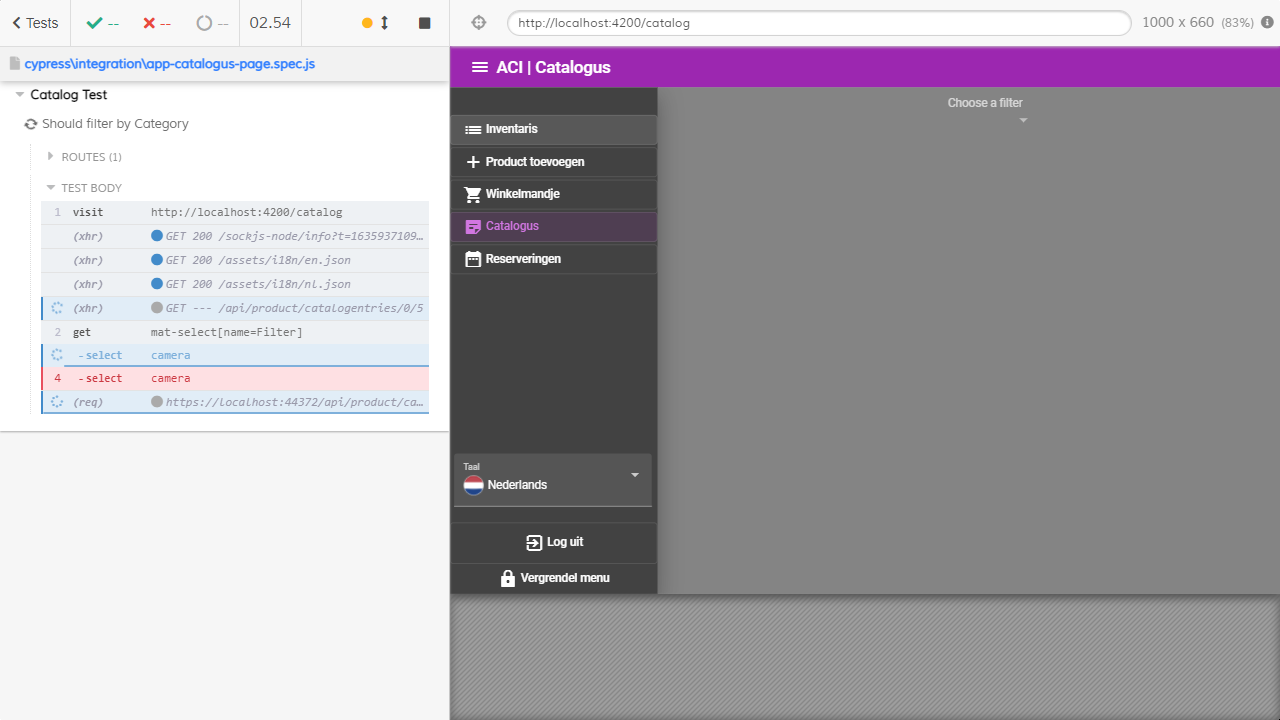 Tests
--
--
--
02.54
http://localhost:4200/catalog
1000 x 660 (83%)
cypress\integration\app-catalogus-page.spec.js
Catalog Test
Should filter by Category
ROUTES (1)
TEST BODY
1 visit http://localhost:4200/catalog
(xhr) GET 200 /sockjs-node/info?t=1635937109…
(xhr) GET 200 /assets/i18n/en.json
(xhr) GET 200 /assets/i18n/nl.json
(xhr) GET --- /api/product/catalogentries/0/5
2 get mat-select[name=Filter]
-select camera
4 -select camera
(req) https://localhost:44372/api/product/ca…
ACI | Catalogus
Choose a filter
Inventaris
Product toevoegen
Winkelmandje
Catalogus
Reserveringen
Taal
Nederlands
Log uit
Vergrendel menu